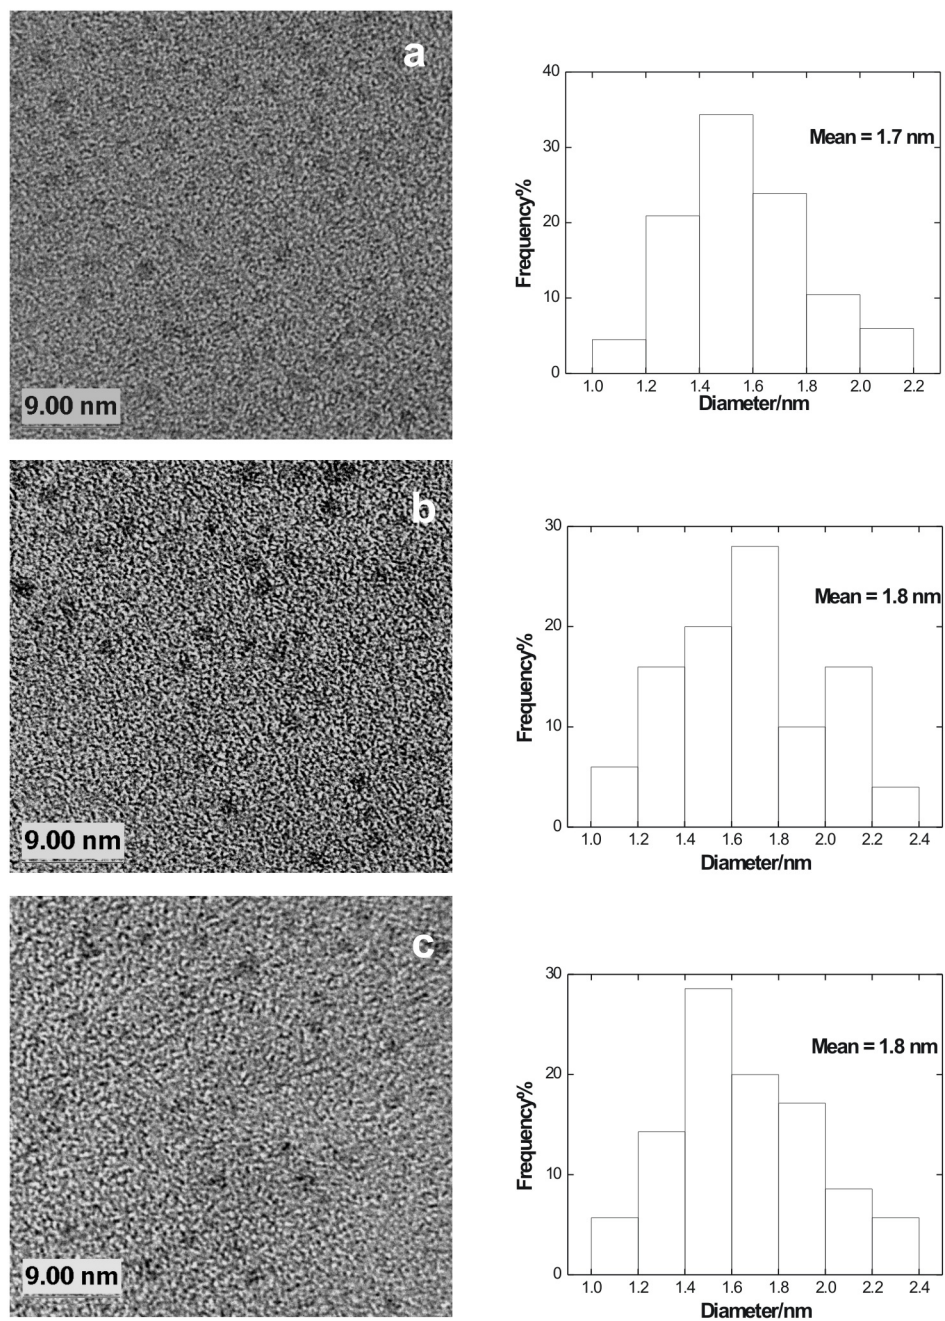 a
9.00 nm
40
30
20
10
0
Frequency%
Mean = 1.7 nm
1.0 1.2 1.4 1.6 1.8 2.0 2.2
Diameter/nm
b
9.00 nm
30
20
10
0
Frequency%
Mean = 1.8 nm
1.0 1.2 1.4 1.6 1.8 2.0 2.2 2.4
Diameter/nm
c
9.00 nm
30
20
10
0
Frequency%
Mean = 1.8 nm
1.0 1.2 1.4 1.6 1.8 2.0 2.2 2.4
Diameter/nm